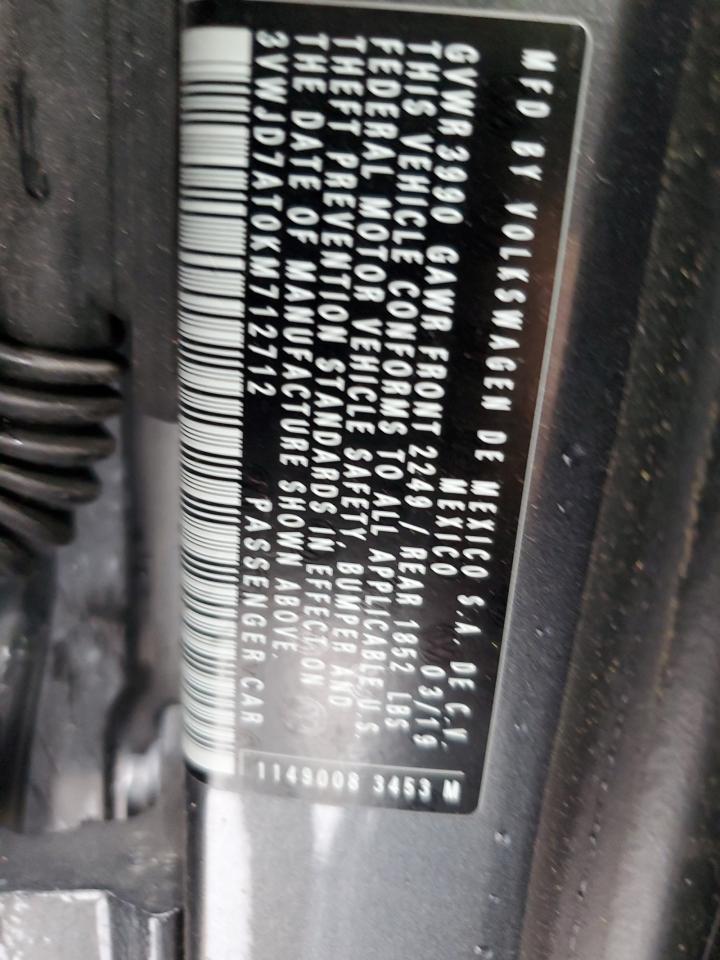 MFD BY VOLKSWAGEN DE MEXICO S.A. DE C.V.
MEXICO 03/19
GVWR 3990 GAWR FRONT 2249 / REAR 1852 LBS
THIS VEHICLE CONFORMS TO ALL APPLICABLE U.S.
FEDERAL MOTOR VEHICLE SAFETY, BUMPER AND
THEFT PREVENTION STANDARDS IN EFFECT ON
THE DATE OF MANUFACTURE SHOWN ABOVE.
3VWJD7AT0KM712712 PASSENGER CAR
1149008 3453 M